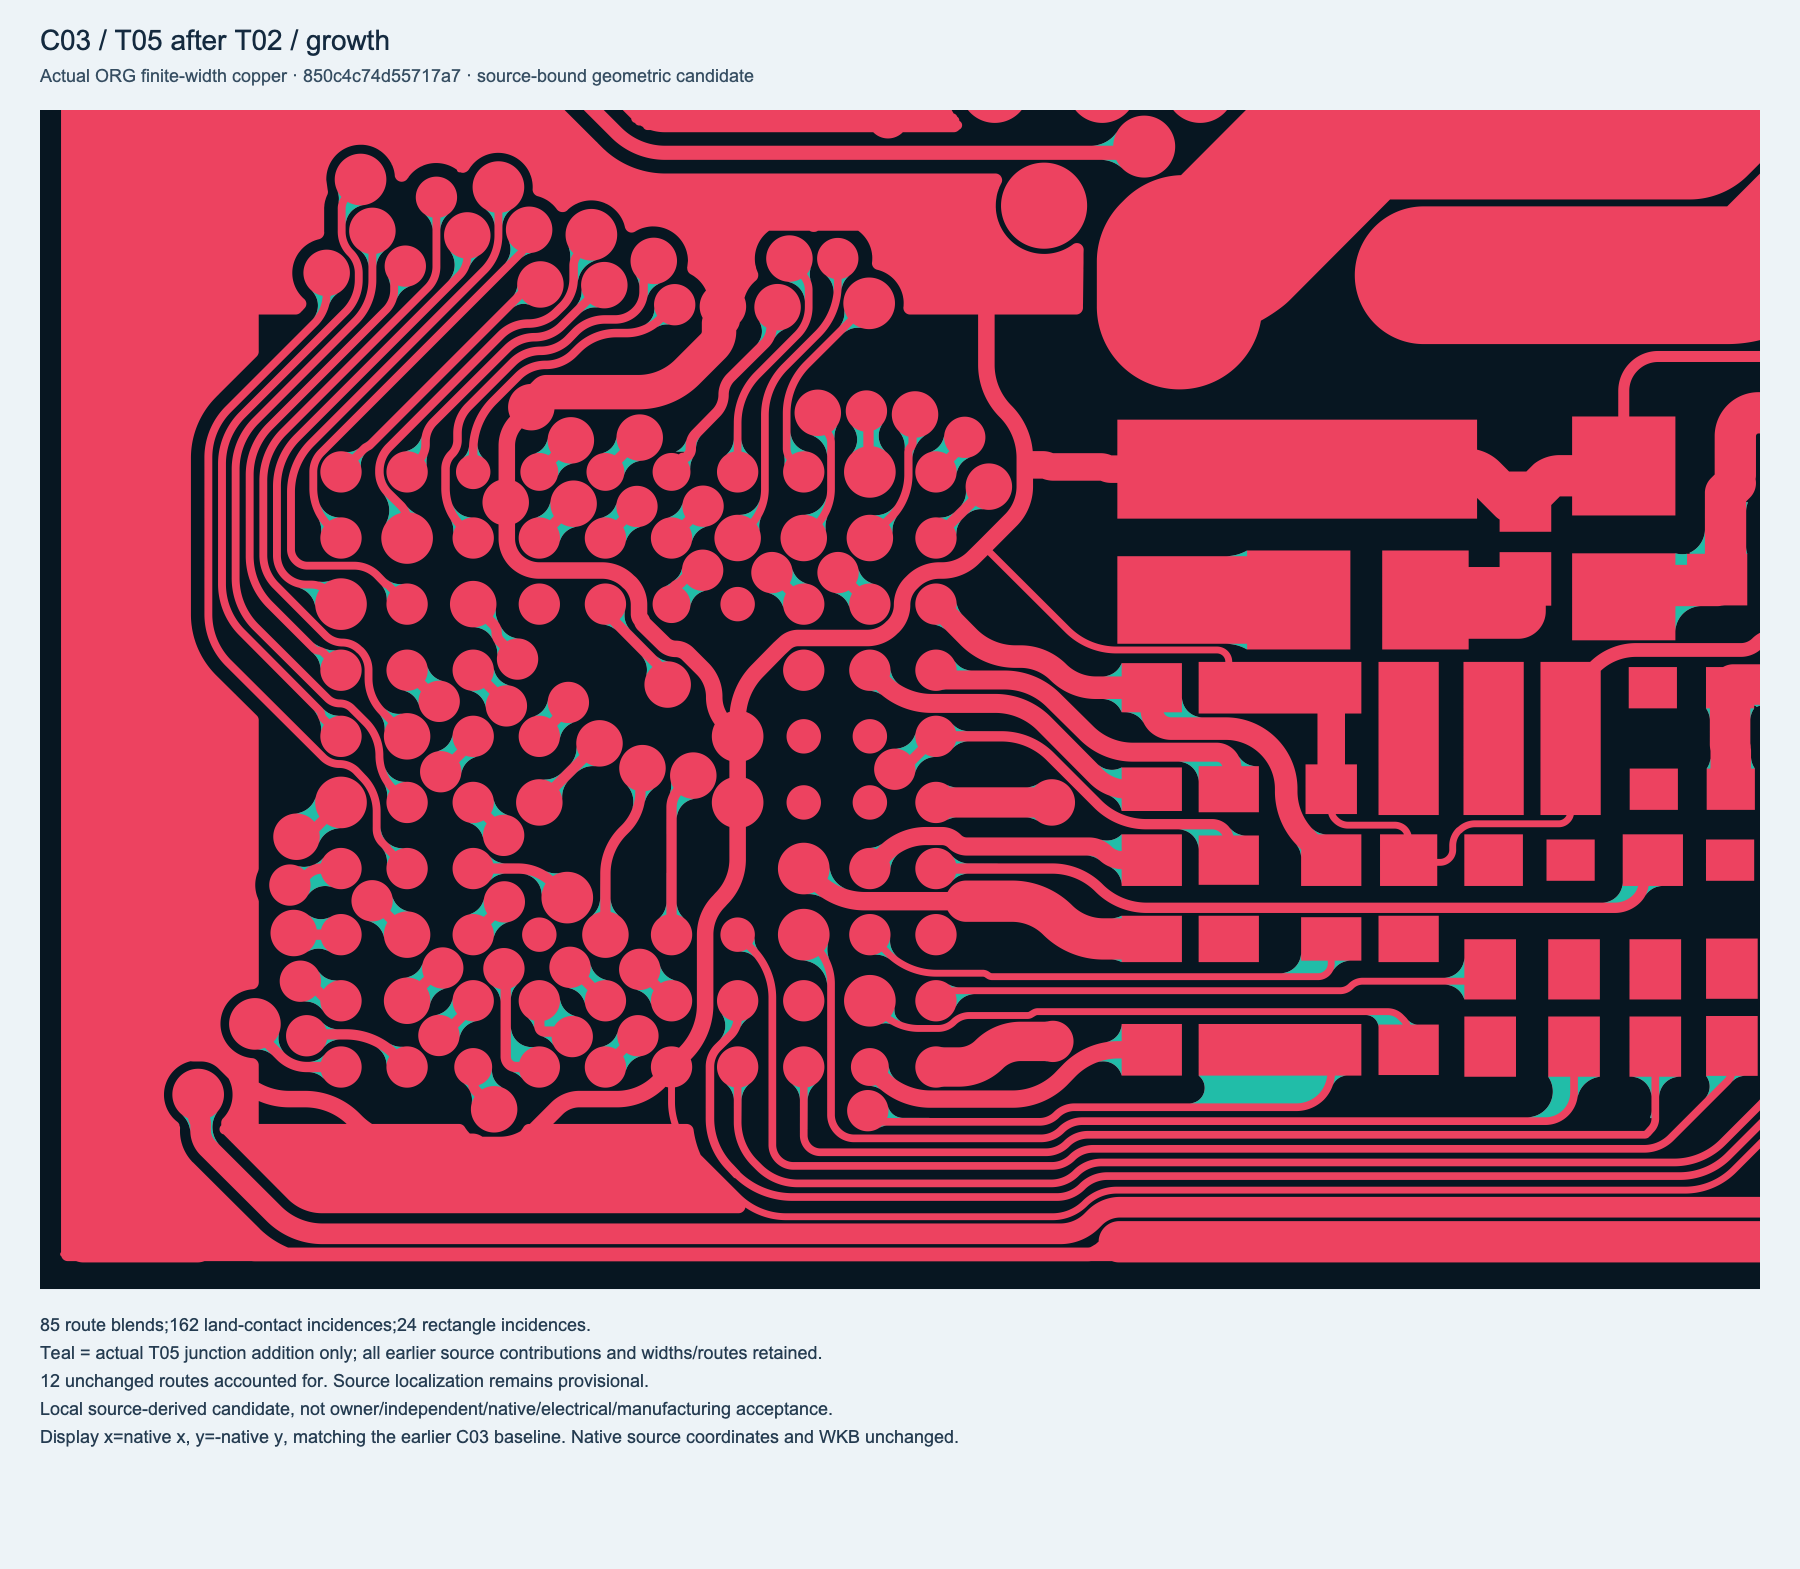 C03 / T05 after T02 / growth
Actual ORG finite-width copper · 850c4c74d55717a7 · source-bound geometric candidate
85 route blends;162 land-contact incidences;24 rectangle incidences.
Teal = actual T05 junction addition only; all earlier source contributions and widths/routes retained.
12 unchanged routes accounted for. Source localization remains provisional.
Local source-derived candidate, not owner/independent/native/electrical/manufacturing acceptance.
Display x=native x, y=-native y, matching the earlier C03 baseline. Native source coordinates and WKB unchanged.